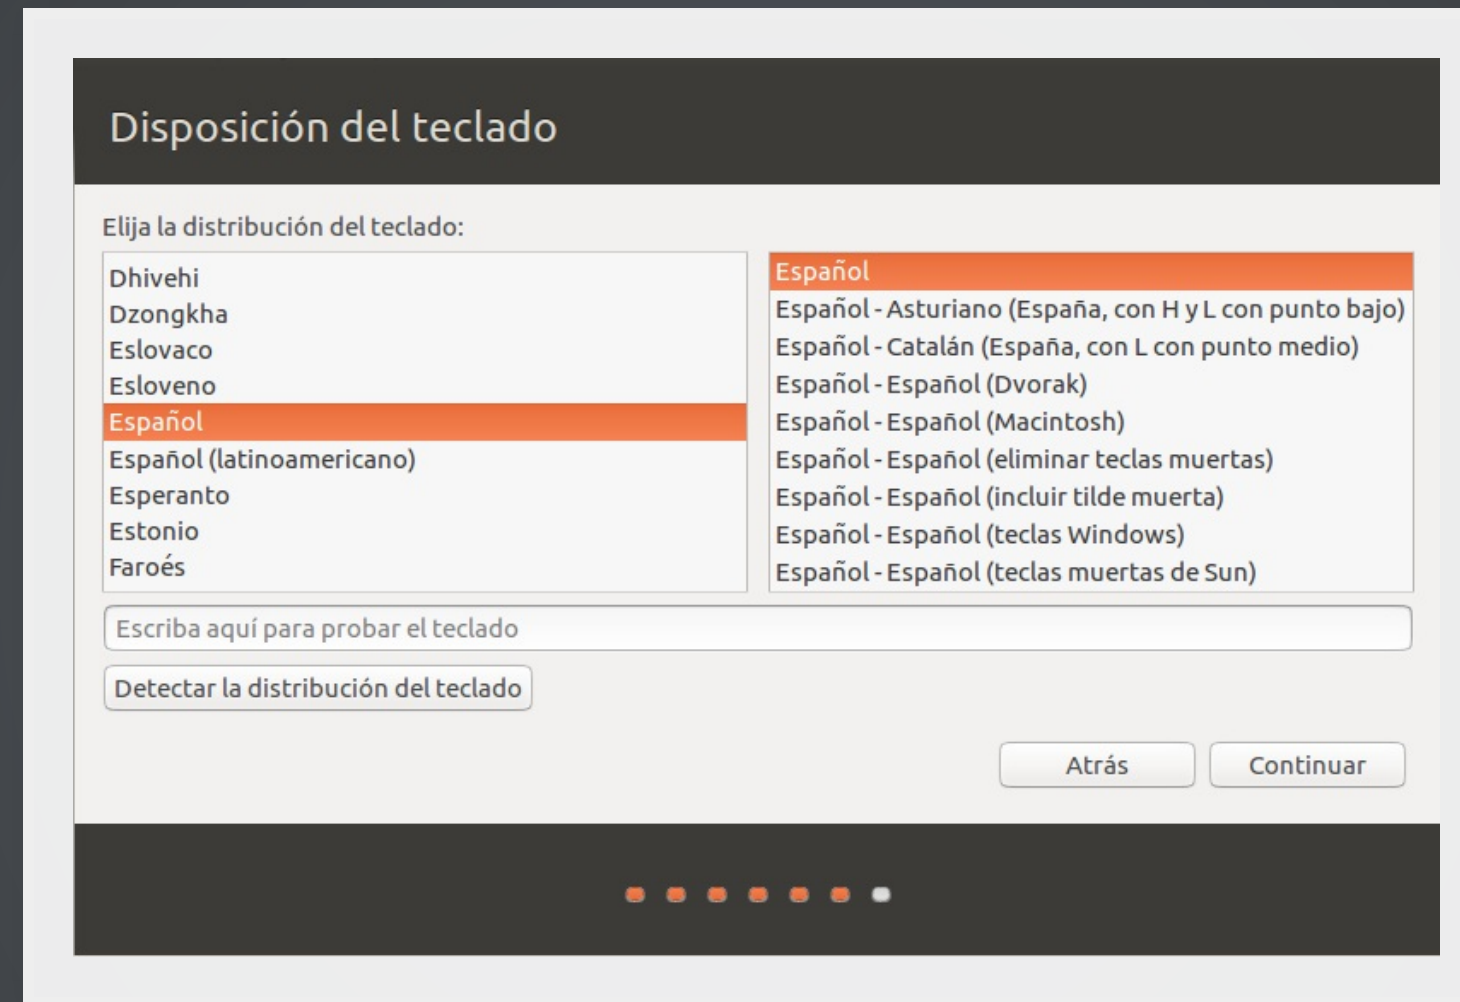 Disposición del teclado
Elija la distribución del teclado:
Dhivehi
Dzongkha
Eslovaco
Esloveno
Español
Español (latinoamericano)
Esperanto
Estonio
Faroés
Español
Español - Asturiano (España, con H y L con punto bajo)
Español - Catalán (España, con L con punto medio)
Español - Español (Dvorak)
Español - Español (Macintosh)
Español - Español (eliminar teclas muertas)
Español - Español (incluir tilde muerta)
Español - Español (teclas Windows)
Español - Español (teclas muertas de Sun)
Escriba aquí para probar el teclado
Detectar la distribución del teclado
Atrás
Continuar